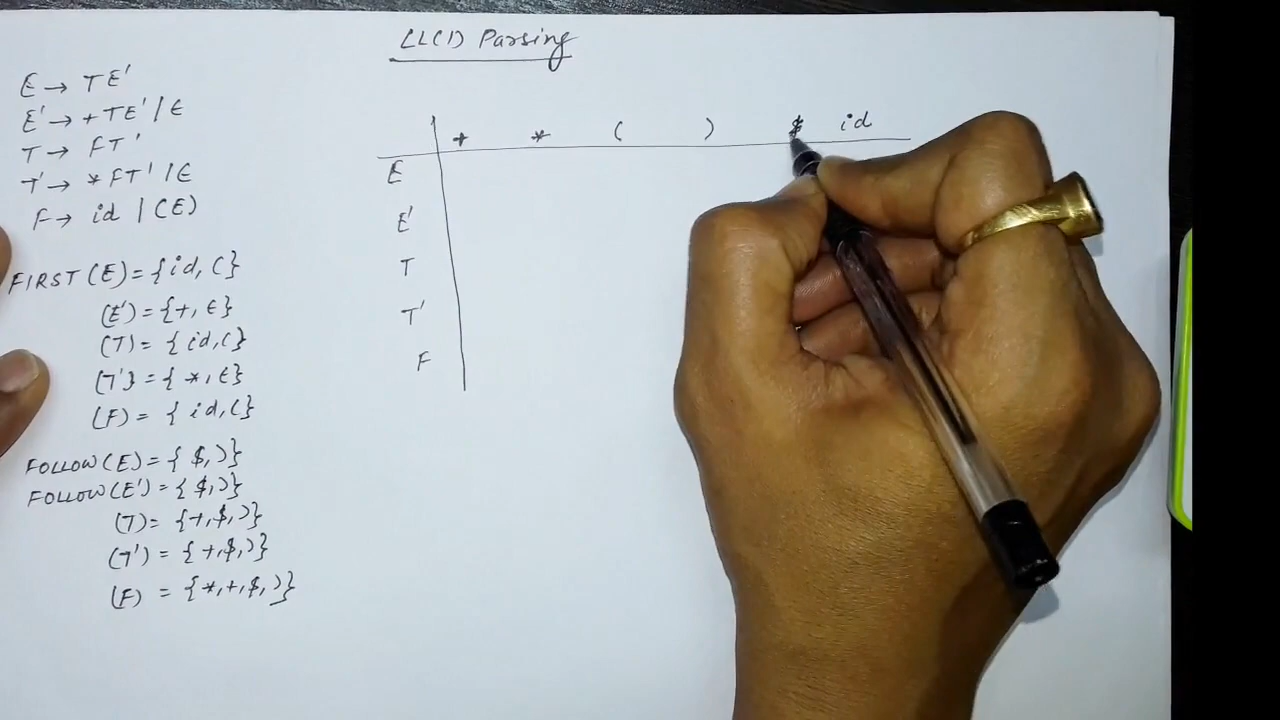 LL(1) Parsing
E → TE'
E' → +TE' / ε
T → FT'
T' → *FT' / ε
F → id | (E)
FIRST(E) = {id, (}
(E') = {+, ε}
(T) = {id, (}
(T') = {*, ε}
(F) = {id, (}
FOLLOW(E) = {$, )}
FOLLOW(E') = {$, )}
(T) = {+, $, )}
(T') = {+, $, )}
(F) = {*, +, $, )}
+ * ( ) $ id
E
E'
T
T'
F